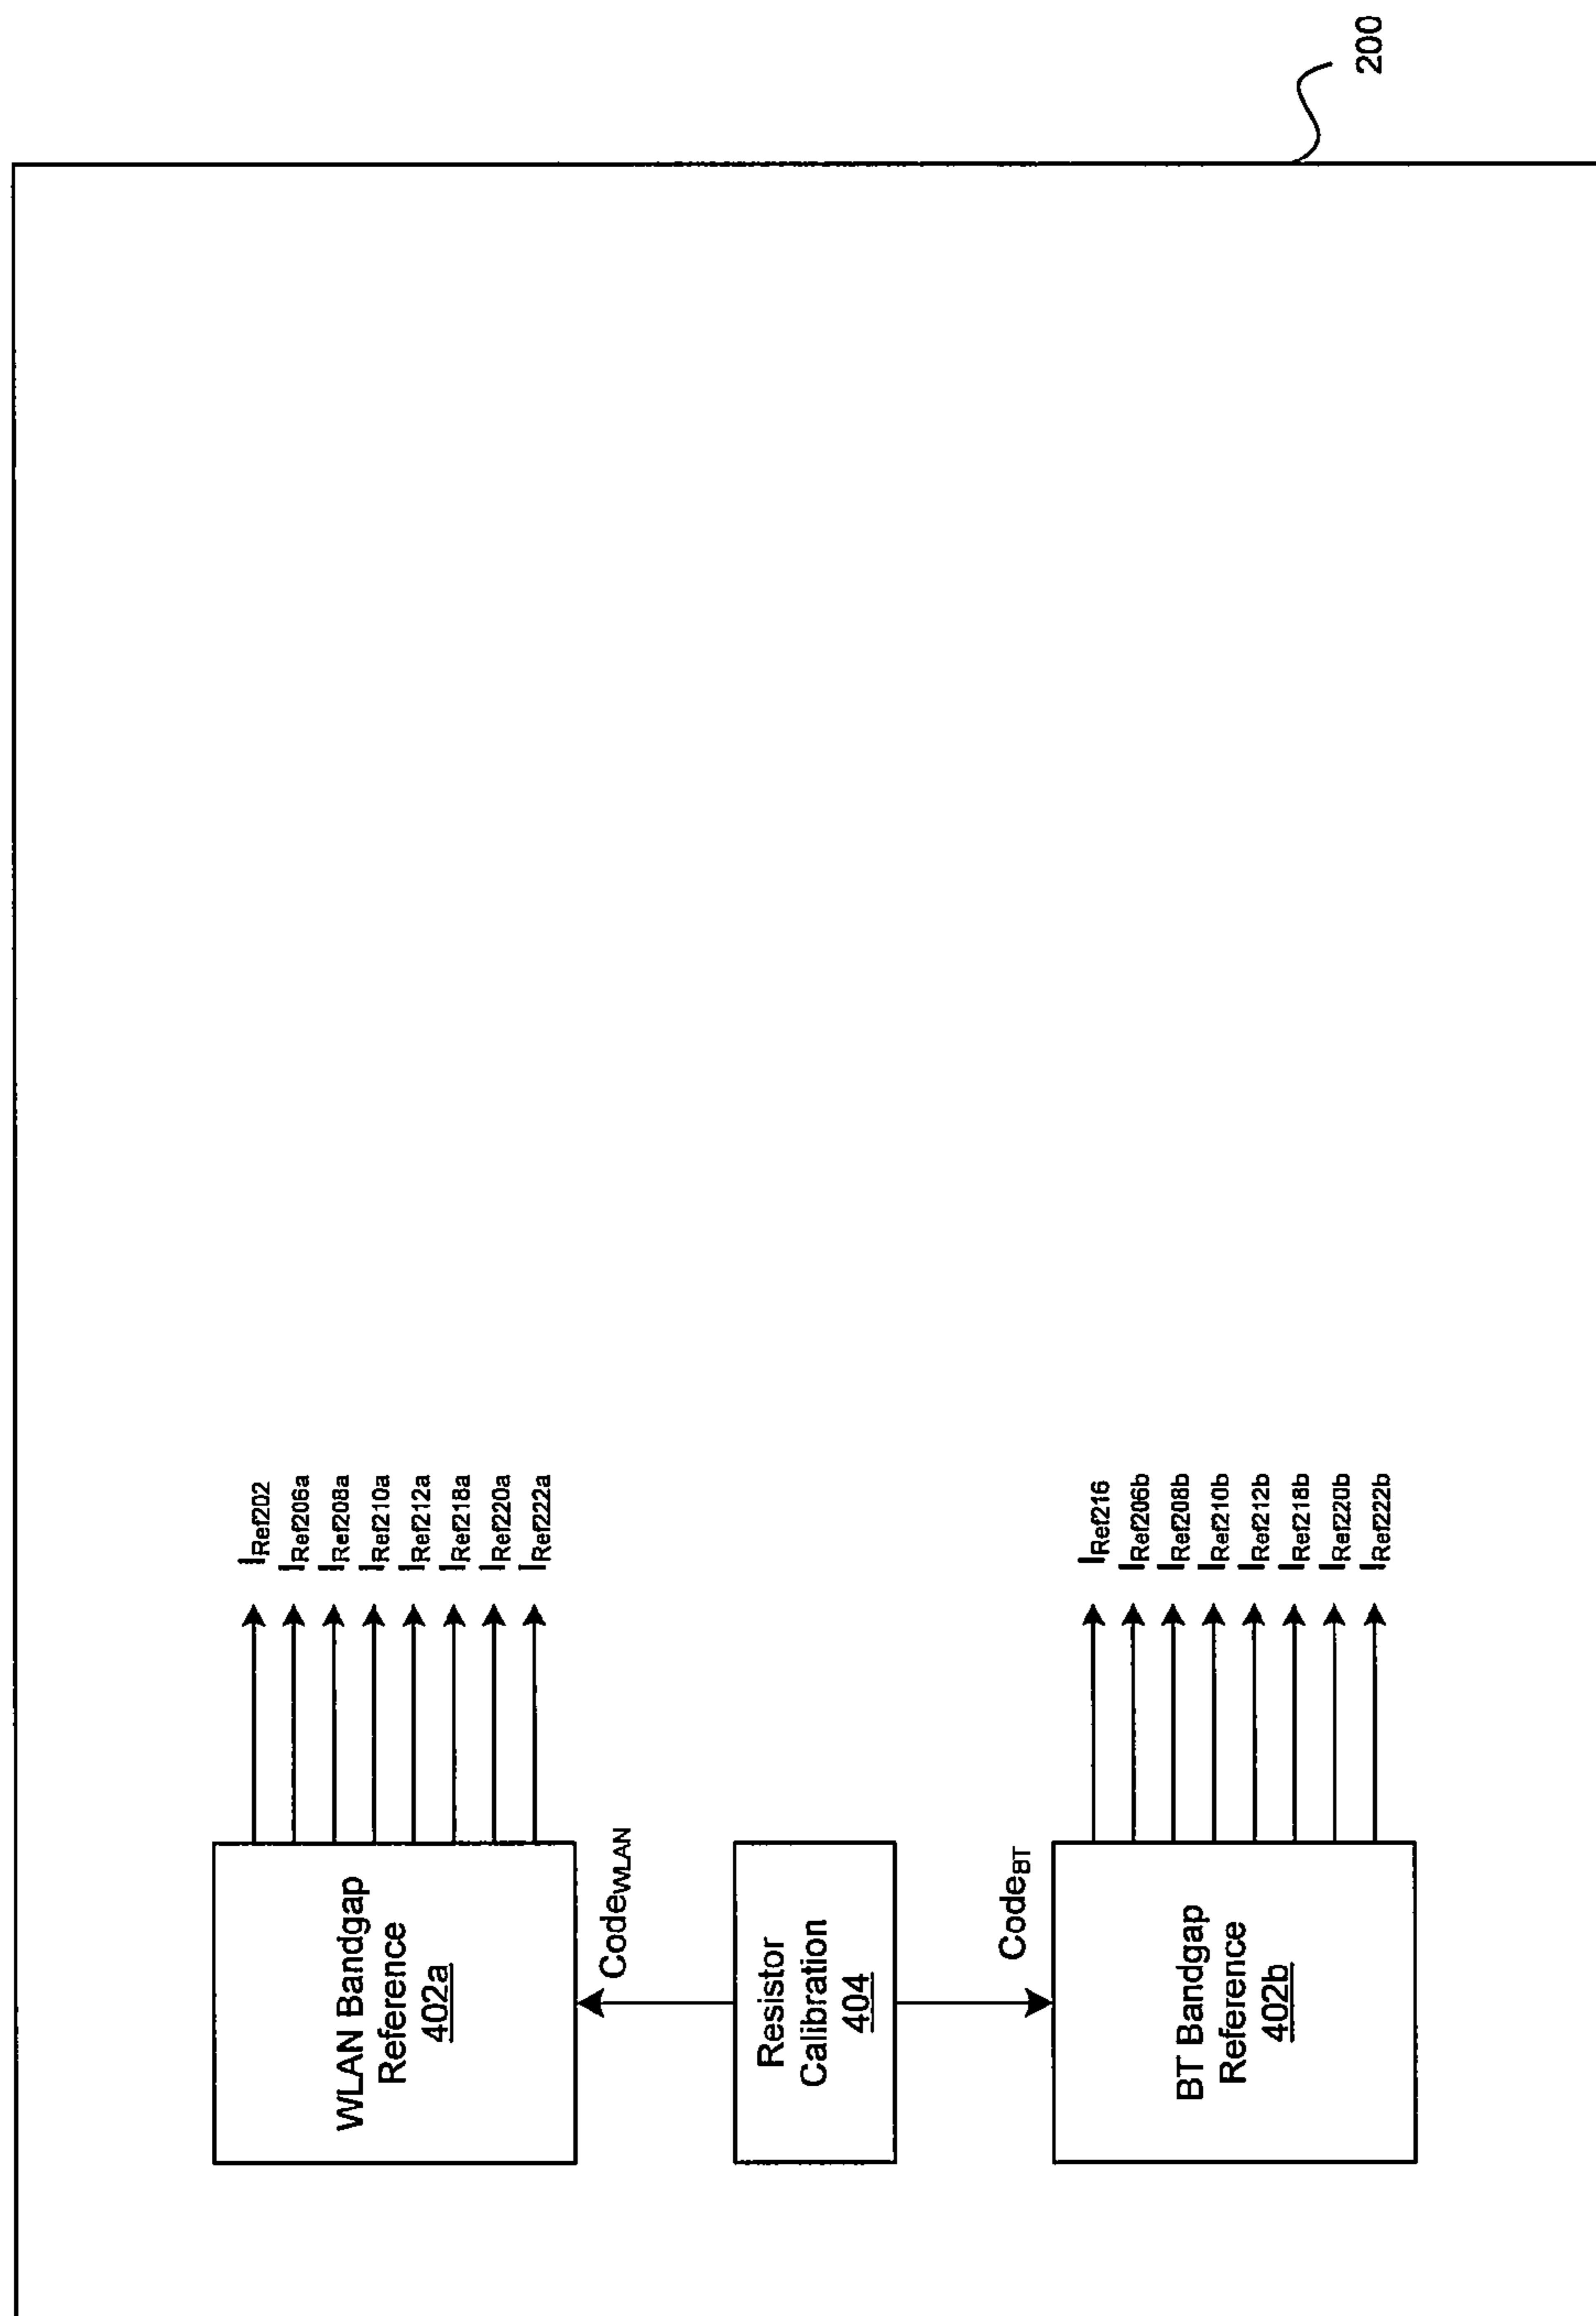 200
WLAN Bandgap
Reference
402a
I_Ref202
I_Ref206a
I_Ref208a
I_Ref210a
I_Ref212a
I_Ref218a
I_Ref220a
I_Ref222a
Code_WLAN
Resistor
Calibration
404
Code_BT
BT Bandgap
Reference
402b
I_Ref216
I_Ref206b
I_Ref208b
I_Ref210b
I_Ref212b
I_Ref218b
I_Ref220b
I_Ref222b